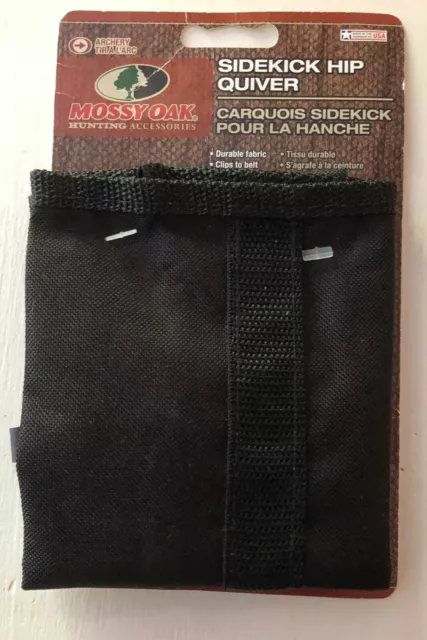 ARCHERY
TIR À L'ARC
MOSSY OAK
HUNTING ACCESSORIES
USA
SIDEKICK HIP
QUIVER
CARQUOIS SIDEKICK
POUR LA HANCHE
• Durable fabric
• Clips to belt
• Tissu durable
• S'agrafe à la ceinture